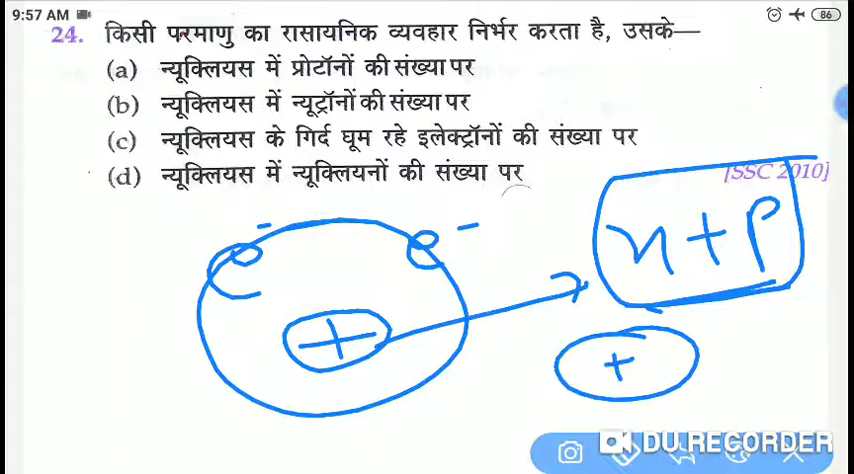 9:57 AM
86
24. किसी परमाणु का रासायनिक व्यवहार निर्भर करता है, उसके—
(a) न्यूक्लियस में प्रोटॉनों की संख्या पर
(b) न्यूक्लियस में न्यूट्रॉनों की संख्या पर
(c) न्यूक्लियस के गिर्द घूम रहे इलेक्ट्रॉनों की संख्या पर
(d) न्यूक्लियस में न्यूक्लियनों की संख्या पर
[SSC 2010]
- -
n+p
+
+
DU RECORDER